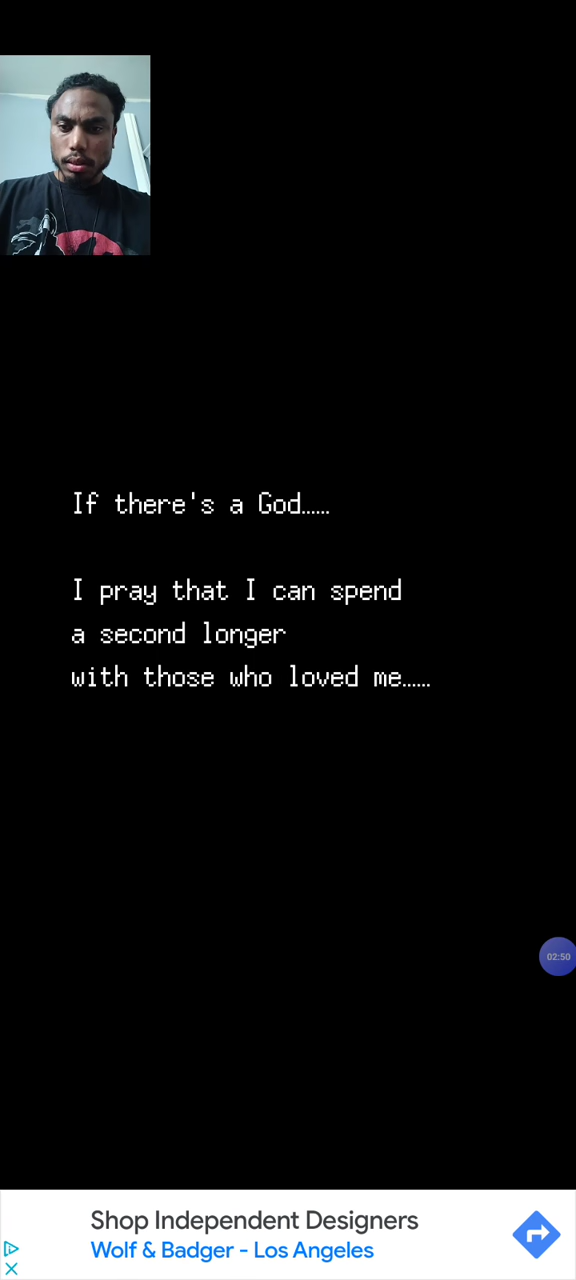 If there's a God......
I pray that I can spend
a second longer
with those who loved me......
02:50
Shop Independent Designers
Wolf & Badger - Los Angeles